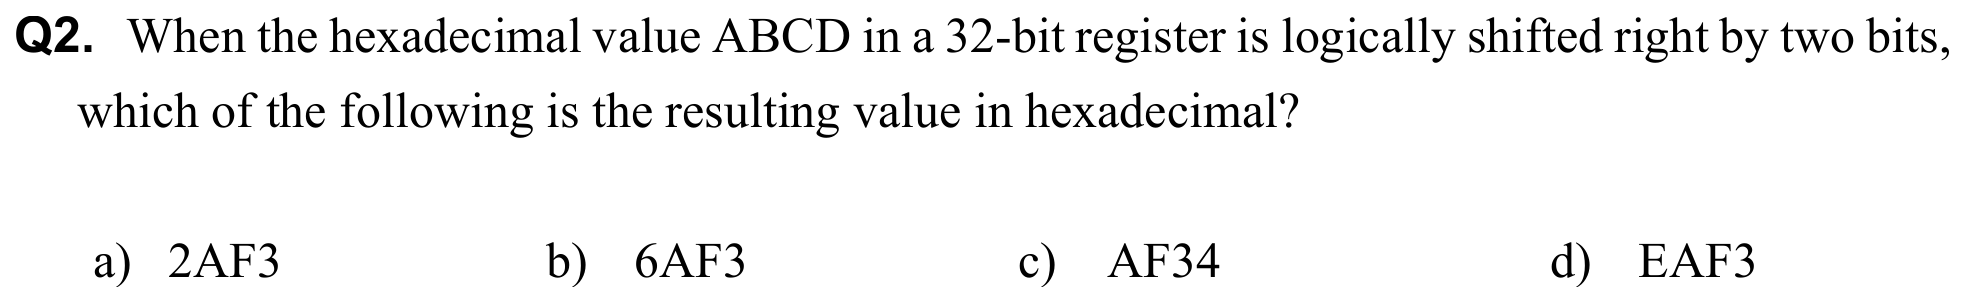 Q2. When the hexadecimal value ABCD in a 32-bit register is logically shifted right by two bits,
which of the following is the resulting value in hexadecimal?
a) 2AF3 b) 6AF3 c) AF34 d) EAF3